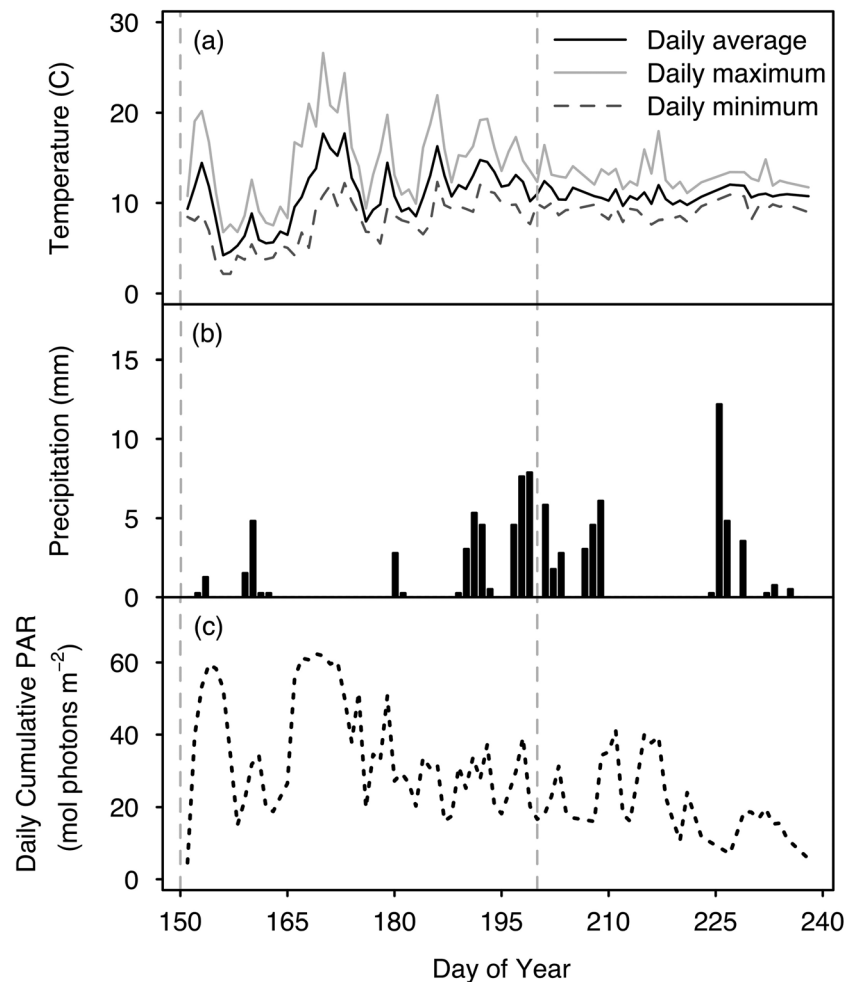 (a)
Daily average
Daily maximum
Daily minimum
Temperature (C)
30
20
10
0
(b)
Precipitation (mm)
15
10
5
0
(c)
Daily Cumulative PAR
(mol photons m⁻²)
60
40
20
0
150 165 180 195 210 225 240
Day of Year